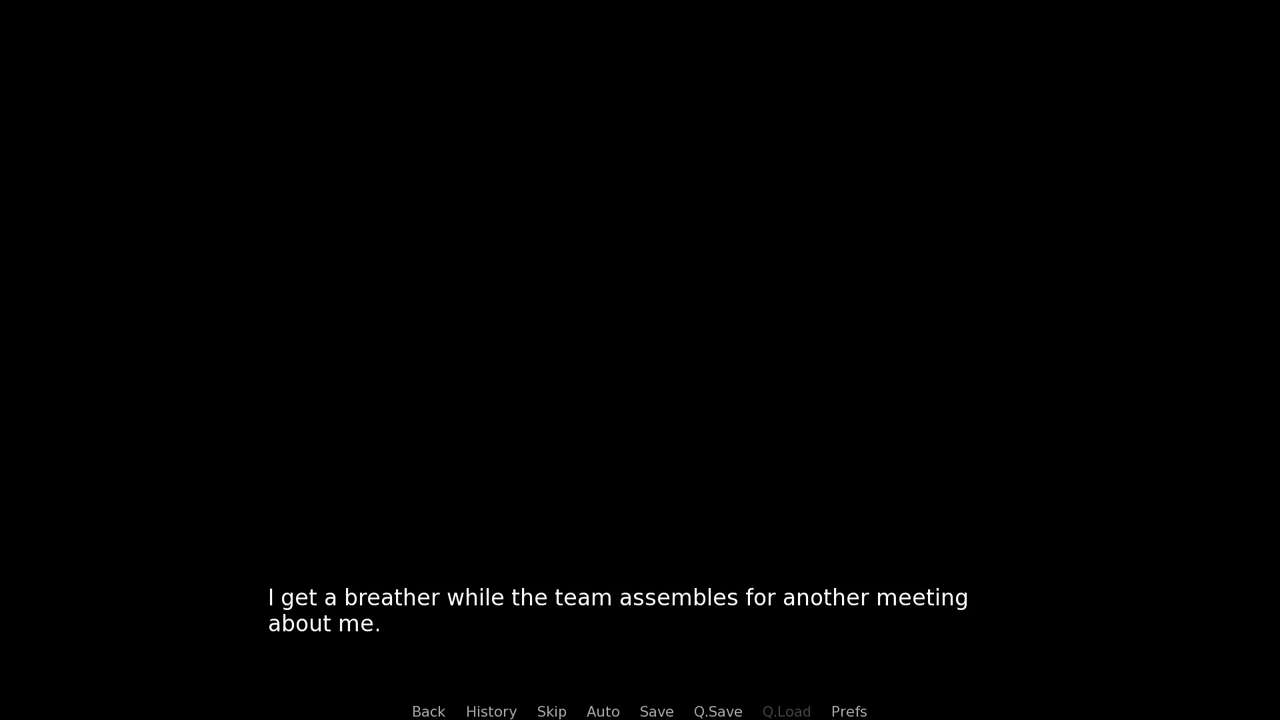 I get a breather while the team assembles for another meeting
about me.
Back History Skip Auto Save Q.Save Q.Load Prefs